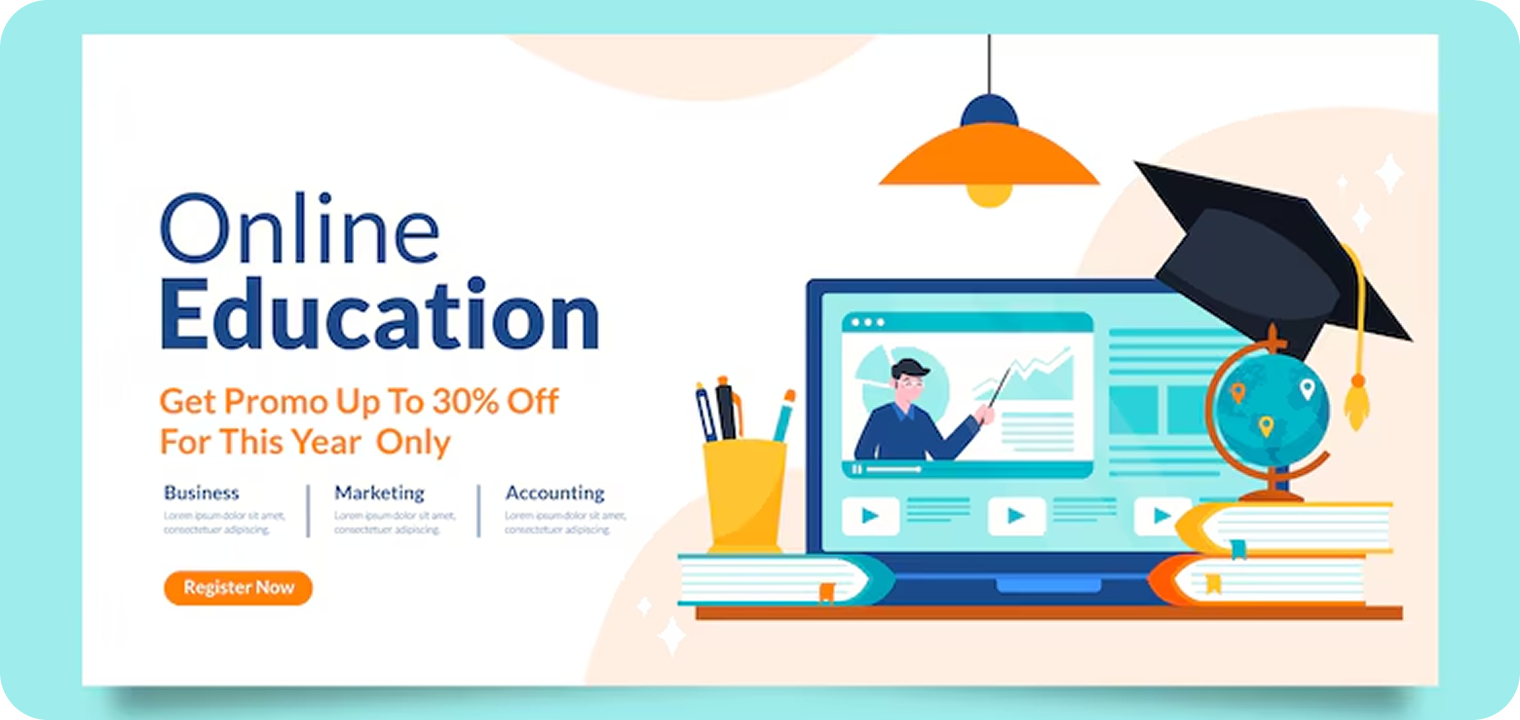 Online
Education
Get Promo Up To 30% Off
For This Year Only
Business
Lorem ipsum dolor sit amet,
consectetuer adipiscing.
Marketing
Lorem ipsum dolor sit amet,
consectetuer adipiscing.
Accounting
Lorem ipsum dolor sit amet,
consectetuer adipiscing.
Register Now